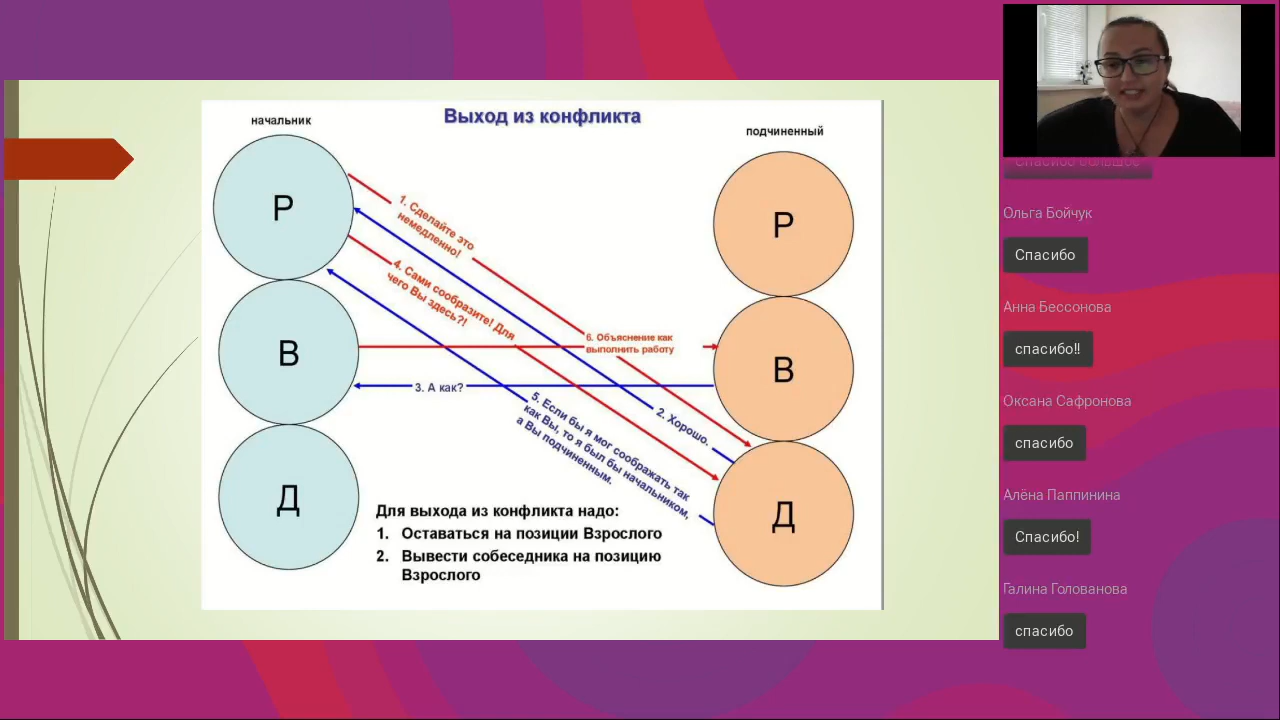 Выход из конфликта
начальник
подчиненный
Р
В
Д
Р
В
Д
1. Сделайте это
немедленно!
4. Сами сообразите! Для
чего Вы здесь?!
6. Объяснение как
выполнить работу
3. А как?
2. Хорошо.
5. Если бы я мог соображать так
как Вы, то я был бы начальником,
а Вы подчиненным.
Для выхода из конфликта надо:
1. Оставаться на позиции Взрослого
2. Вывести собеседника на позицию
Взрослого
Спасибо большое
Ольга Бойчук
Спасибо
Анна Бессонова
спасибо!!
Оксана Сафронова
спасибо
Алёна Паппинина
Спасибо!
Галина Голованова
спасибо